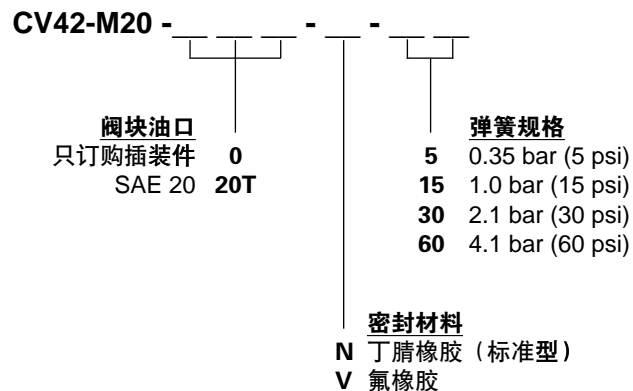 CV42-M20 -__ __ __ - __ - __ __
阀块油口
只订购插装件 0
SAE 20 20T
弹簧规格
5 0.35 bar (5 psi)
15 1.0 bar (15 psi)
30 2.1 bar (30 psi)
60 4.1 bar (60 psi)
密封材料
N 丁腈橡胶（标准型）
V 氟橡胶